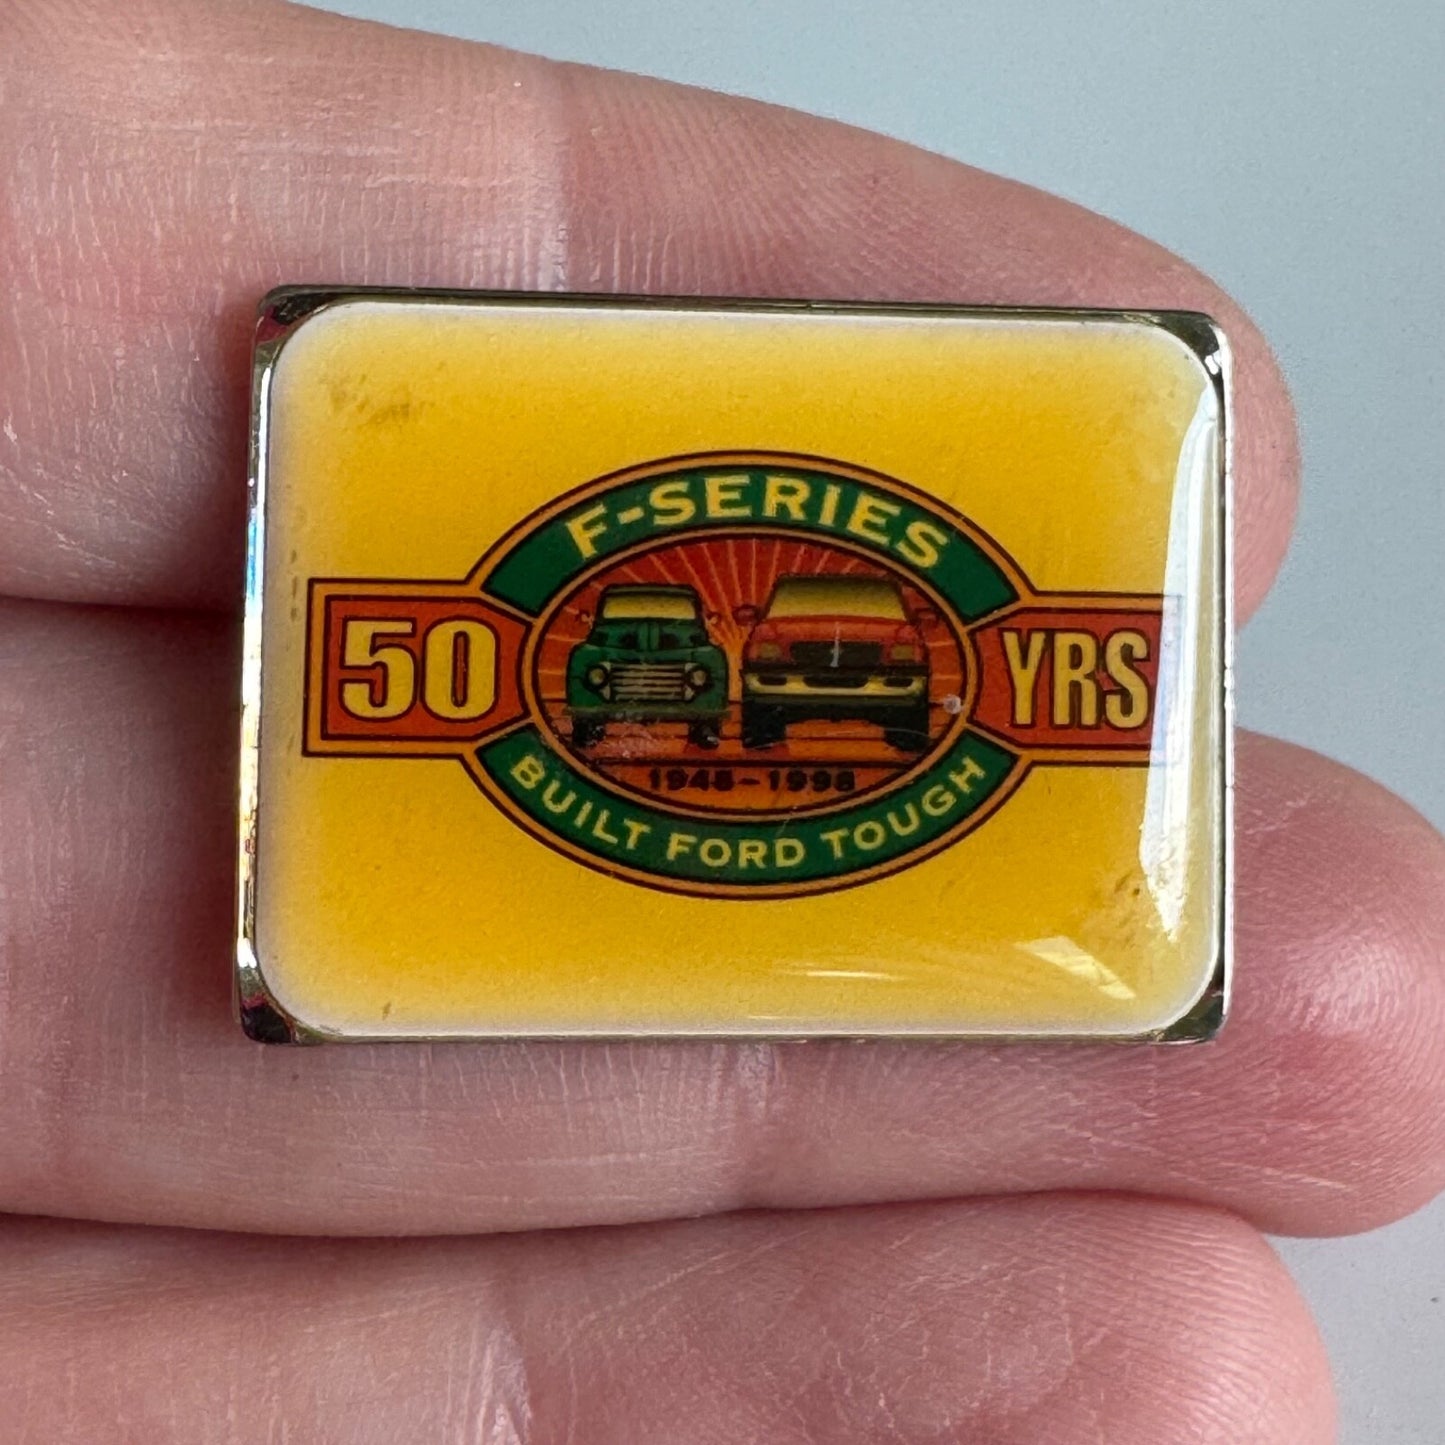 F-SERIES
50 YRS
1948-1998
BUILT FORD TOUGH